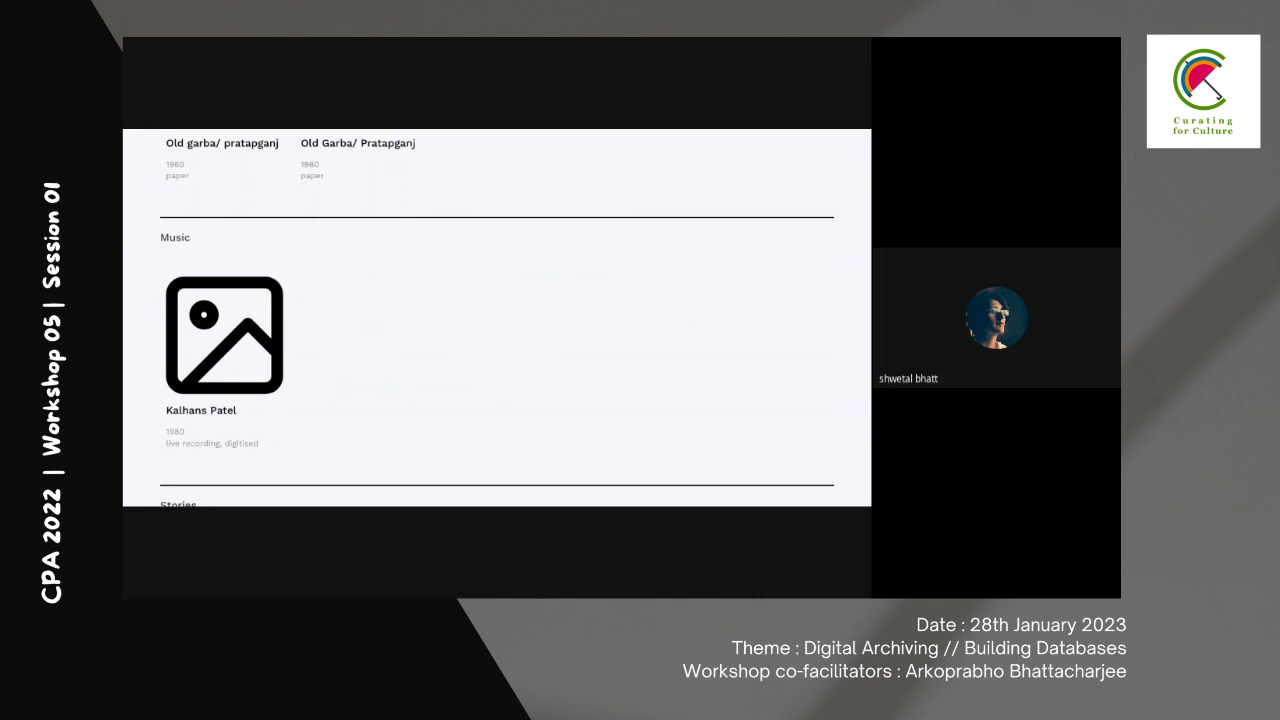 CPA 2022 | Workshop 05 | Session 01
Old garba/ pratapganj
1960
paper
Old Garba/ Pratapganj
1960
paper
Music
Kalhans Patel
1980
live recording, digitised
Stories
shwetal bhatt
Curating
for Culture
Date : 28th January 2023
Theme : Digital Archiving // Building Databases
Workshop co-facilitators : Arkoprabho Bhattacharjee